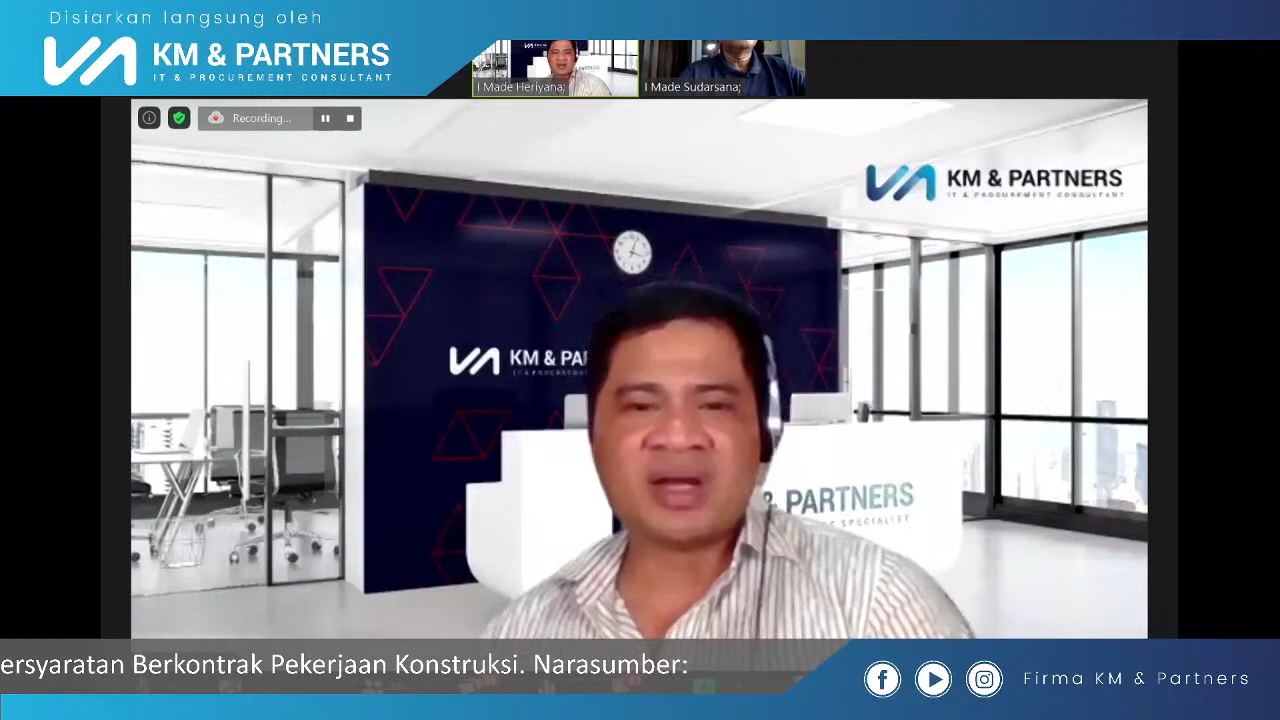 Disiarkan langsung oleh
KM & PARTNERS
IT & PROCUREMENT CONSULTANT
I Made Heriyana;
I Made Sudarsana;
Recording...
KM & PARTNERS
IT & PROCUREMENT CONSULTANT
KM & PAR
& PARTNERS
SPECIALIST
ersyaratan Berkontrak Pekerjaan Konstruksi. Narasumber:
Firma KM & Partners